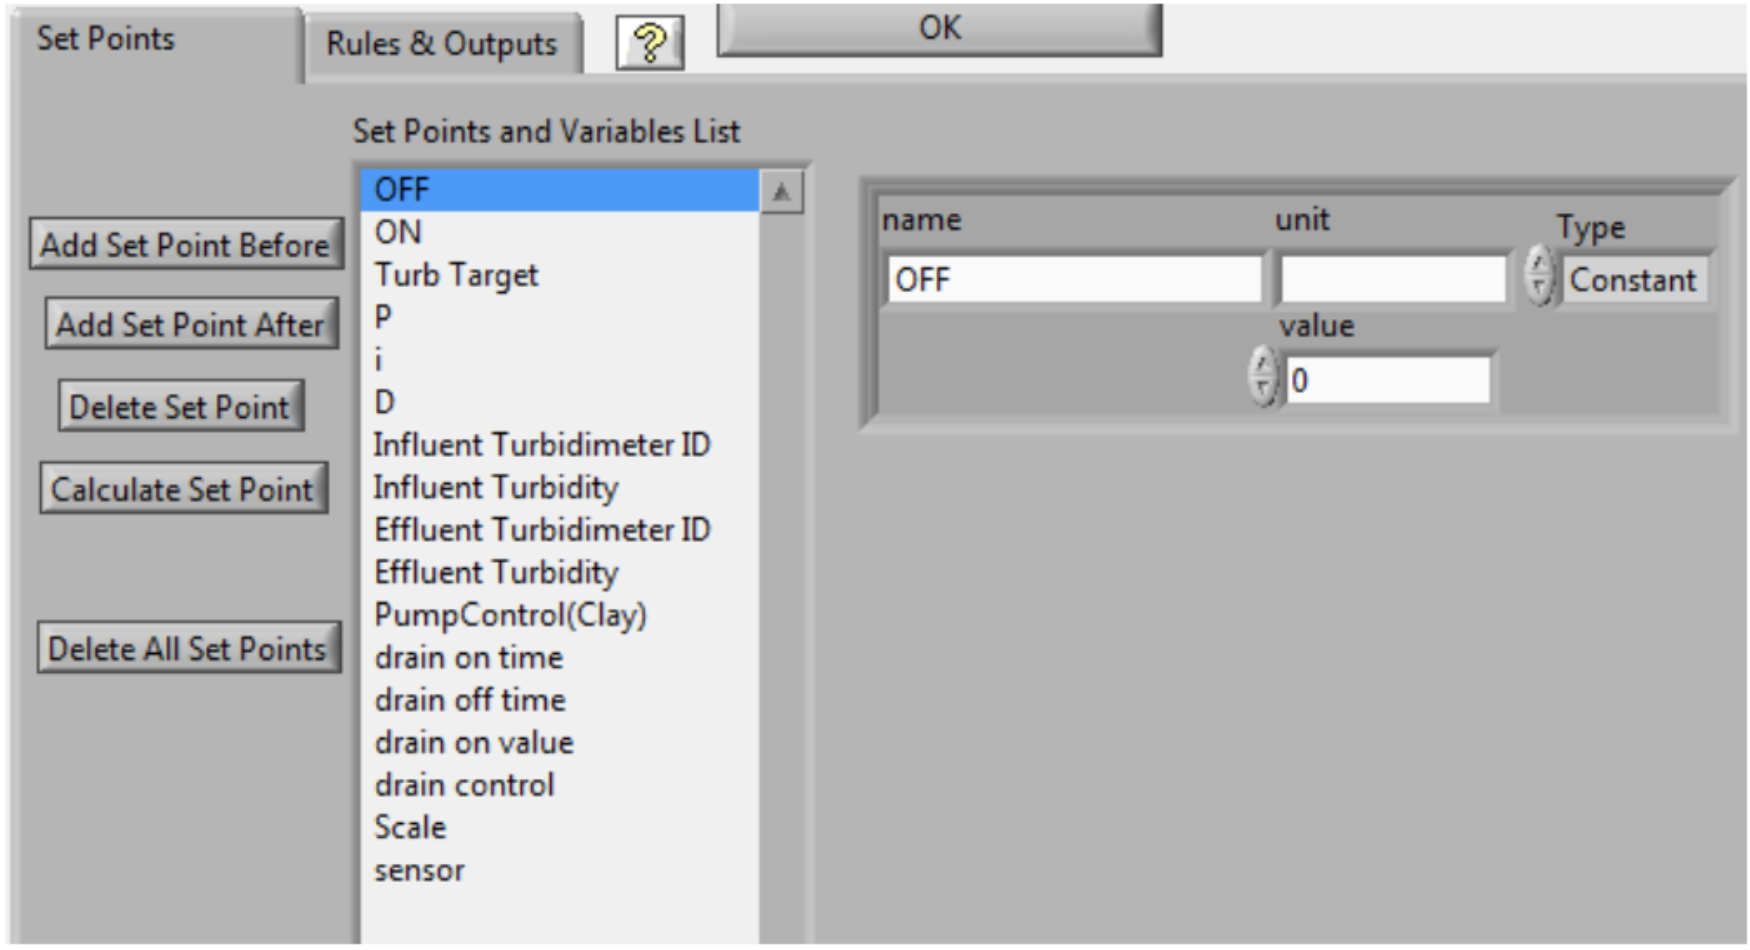 Set Points
Rules & Outputs
?
OK
Set Points and Variables List
Add Set Point Before
Add Set Point After
Delete Set Point
Calculate Set Point
Delete All Set Points
OFF
ON
Turb Target
P
i
D
Influent Turbidimeter ID
Influent Turbidity
Effluent Turbidimeter ID
Effluent Turbidity
PumpControl(Clay)
drain on time
drain off time
drain on value
drain control
Scale
sensor
name
unit
Type
OFF
Constant
value
0